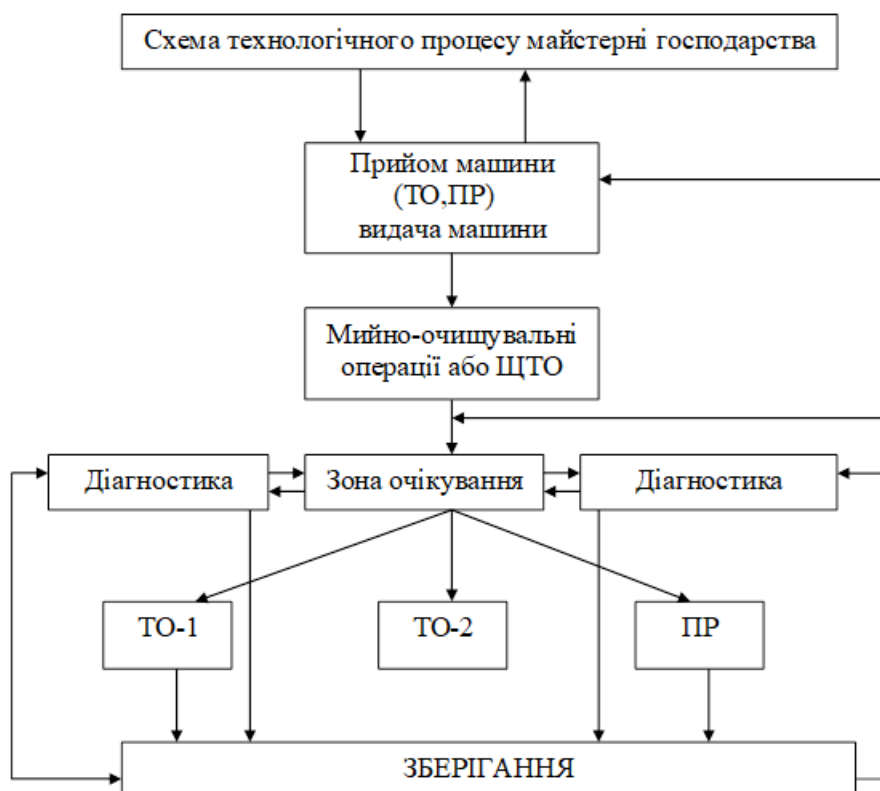 Схема технологічного процесу майстерні господарства
Прийом машини
(ТО,ПР)
видача машини
Мийно-очищувальні
операції або ЩТО
Діагностика
Зона очікування
Діагностика
ТО-1
ТО-2
ПР
ЗБЕРІГАННЯ